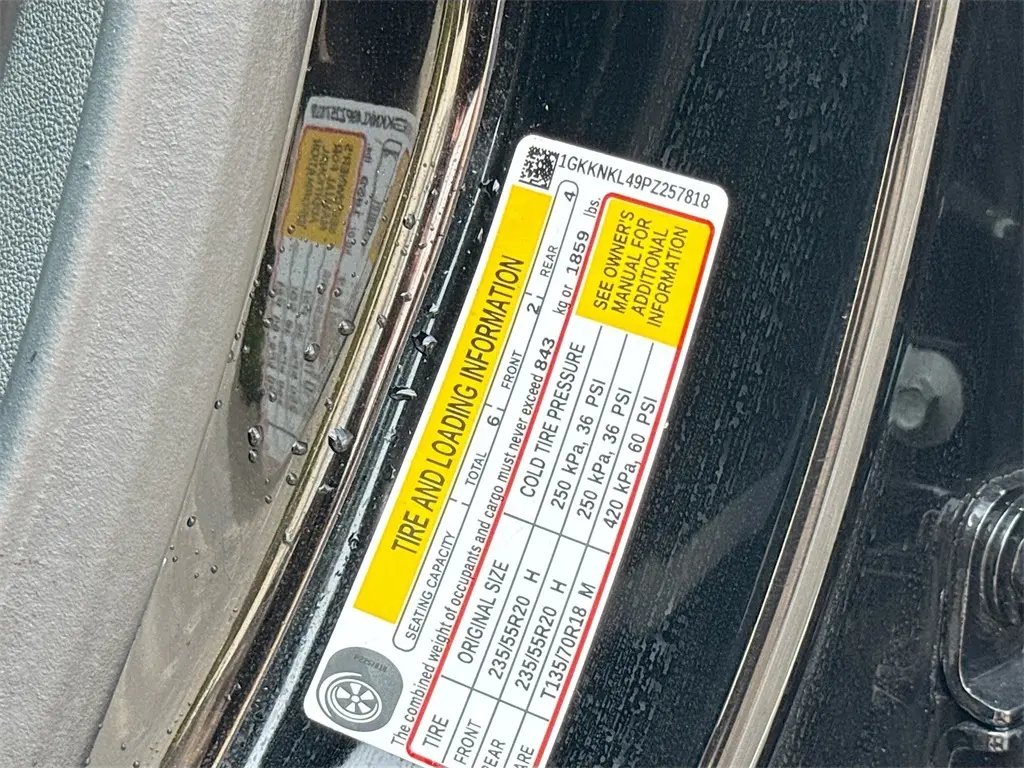 1GKKNKL49PZ257818
TIRE AND LOADING INFORMATION
SEATING CAPACITY TOTAL 6 FRONT 2 REAR 4
The combined weight of occupants and cargo must never exceed 843 kg or 1859 lbs.
TIRE ORIGINAL SIZE COLD TIRE PRESSURE
FRONT 235/55R20 H 250 kPa, 36 PSI
EAR 235/55R20 H 250 kPa, 36 PSI
ARE T135/70R18 M 420 kPa, 60 PSI
SEE OWNER'S
MANUAL FOR
ADDITIONAL
INFORMATION
PZ257818